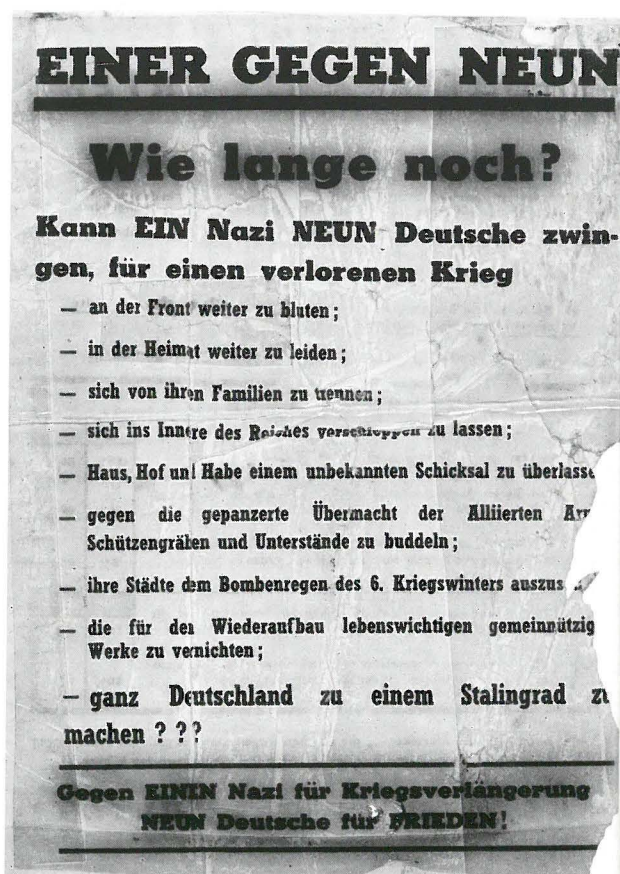 EINER GEGEN NEUN
Wie lange noch?
Kann EIN Nazi NEUN Deutsche zwin-
gen, für einen verlorenen Krieg
— an der Front weiter zu bluten;
— in der Heimat weiter zu leiden;
— sich von ihren Familien zu trennen;
— sich ins Innere des Reiches verschleppen zu lassen;
— Haus, Hof und Habe einem unbekannten Schicksal zu überlasse
— gegen die gepanzerte Übermacht der Alliierten
Schützengräben und Unterstände zu buddeln;
— ihre Städte dem Bombenregen des 6. Kriegswinters
— die für den Wiederaufbau lebenswichtigen gemeinnützig
Werke zu vernichten;
— ganz Deutschland zu einem Stalingrad zu
machen ? ? ?
Gegen EINEN Nazi für Kriegsverlängerung
NEUN Deutsche für FRIEDEN!